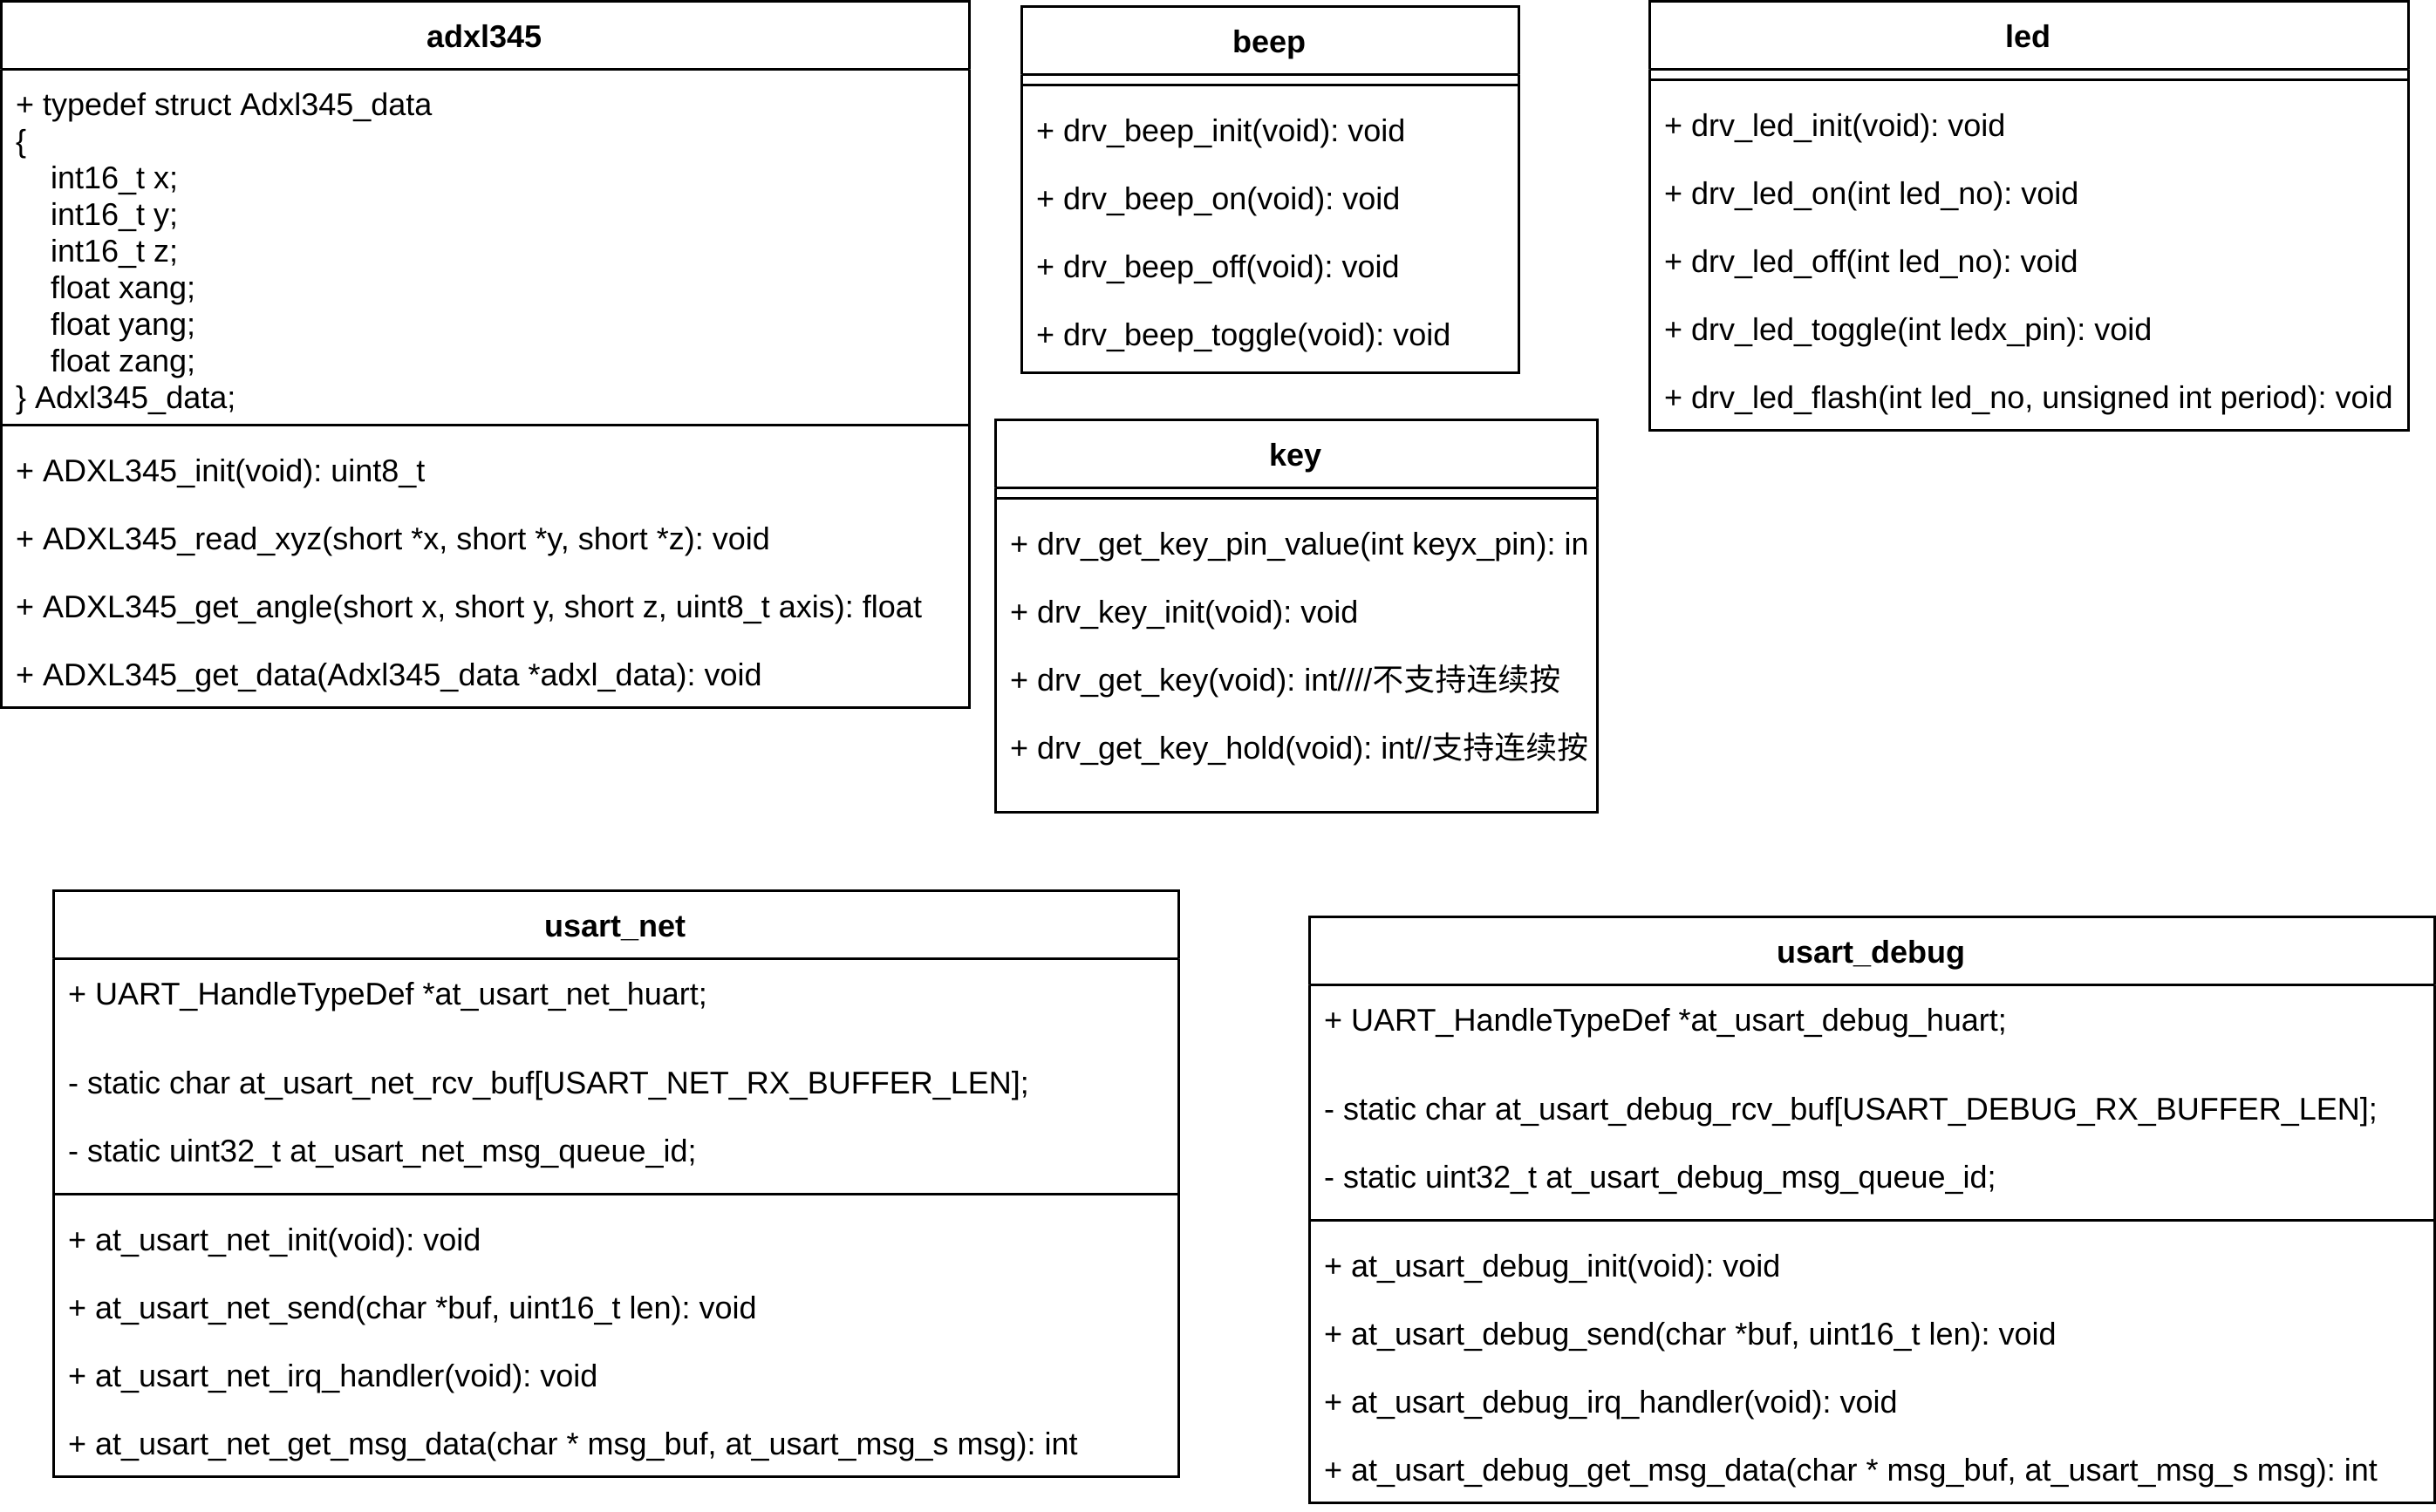 adxl345
+ typedef struct Adxl345_data
{
int16_t x;
int16_t y;
int16_t z;
float xang;
float yang;
float zang;
} Adxl345_data;
+ ADXL345_init(void): uint8_t
+ ADXL345_read_xyz(short *x, short *y, short *z): void
+ ADXL345_get_angle(short x, short y, short z, uint8_t axis): float
+ ADXL345_get_data(Adxl345_data *adxl_data): void
beep
+ drv_beep_init(void): void
+ drv_beep_on(void): void
+ drv_beep_off(void): void
+ drv_beep_toggle(void): void
led
+ drv_led_init(void): void
+ drv_led_on(int led_no): void
+ drv_led_off(int led_no): void
+ drv_led_toggle(int ledx_pin): void
+ drv_led_flash(int led_no, unsigned int period): void
key
+ drv_get_key_pin_value(int keyx_pin): in
+ drv_key_init(void): void
+ drv_get_key(void): int////不支持连续按
+ drv_get_key_hold(void): int//支持连续按
usart_net
+ UART_HandleTypeDef *at_usart_net_huart;
- static char at_usart_net_rcv_buf[USART_NET_RX_BUFFER_LEN];
- static uint32_t at_usart_net_msg_queue_id;
+ at_usart_net_init(void): void
+ at_usart_net_send(char *buf, uint16_t len): void
+ at_usart_net_irq_handler(void): void
+ at_usart_net_get_msg_data(char * msg_buf, at_usart_msg_s msg): int
usart_debug
+ UART_HandleTypeDef *at_usart_debug_huart;
- static char at_usart_debug_rcv_buf[USART_DEBUG_RX_BUFFER_LEN];
- static uint32_t at_usart_debug_msg_queue_id;
+ at_usart_debug_init(void): void
+ at_usart_debug_send(char *buf, uint16_t len): void
+ at_usart_debug_irq_handler(void): void
+ at_usart_debug_get_msg_data(char * msg_buf, at_usart_msg_s msg): int